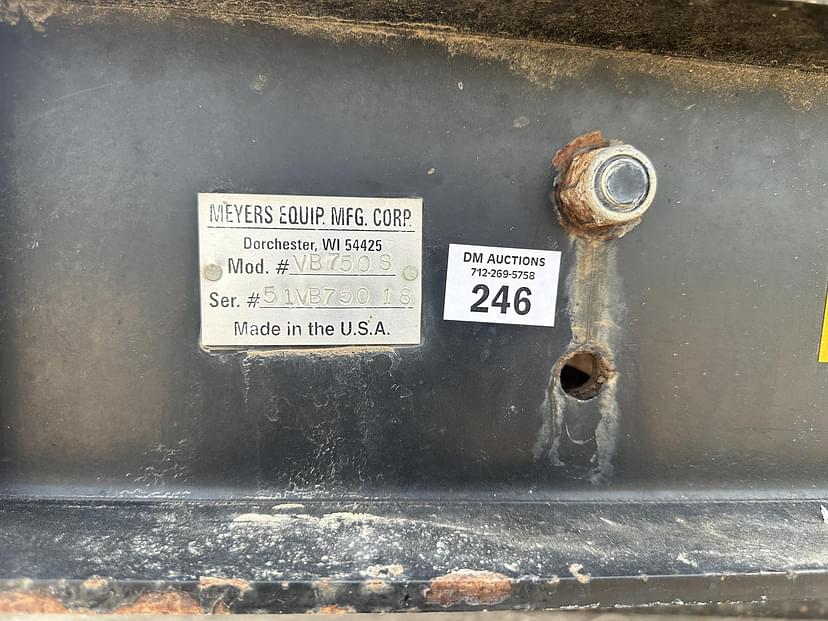 MEYERS EQUIP. MFG. CORP.
Dorchester, WI 54425
Mod. # VB750 S
Ser. # 51VB750 18
Made in the U.S.A.
DM AUCTIONS
712-269-5758
246